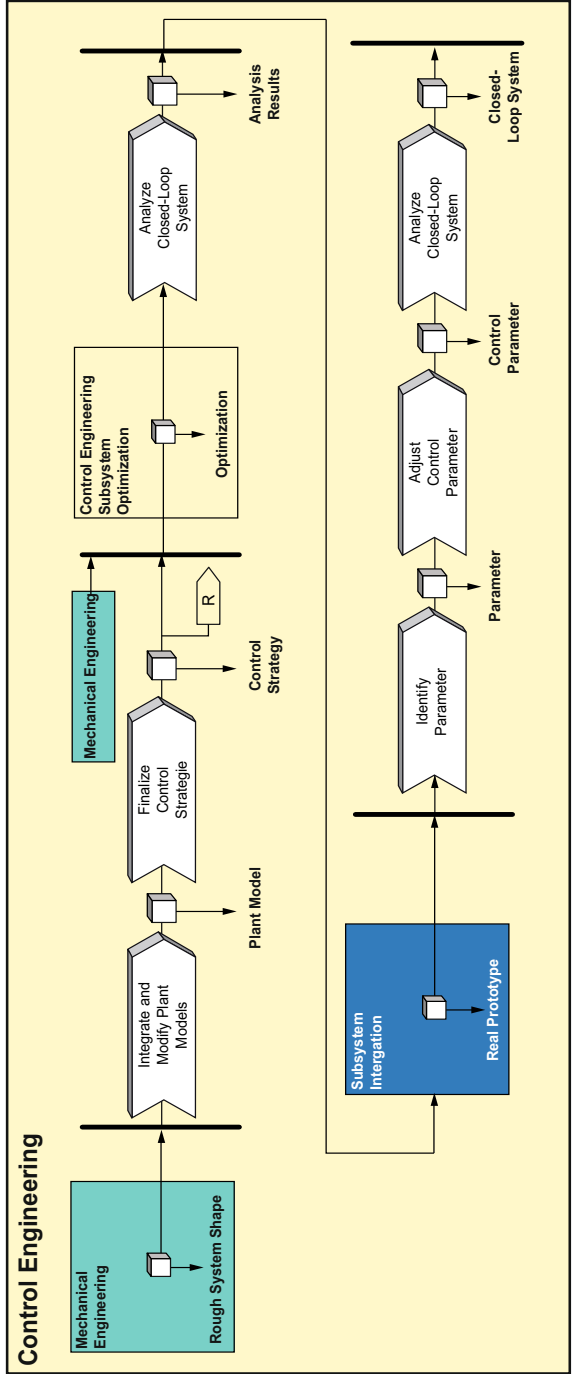 Control Engineering
Mechanical
Engineering
Rough System Shape
Integrate and
Modify Plant
Models
Plant Model
Finalize
Control
Strategie
Control
Strategy
R
Mechanical Engineering
Control Engineering
Subsystem
Optimization
Optimization
Analyze
Closed-Loop
System
Analysis
Results
Subsystem
Intergation
Real Prototype
Identify
Parameter
Parameter
Adjust
Control
Parameter
Control
Parameter
Analyze
Closed-Loop
System
Closed-
Loop System